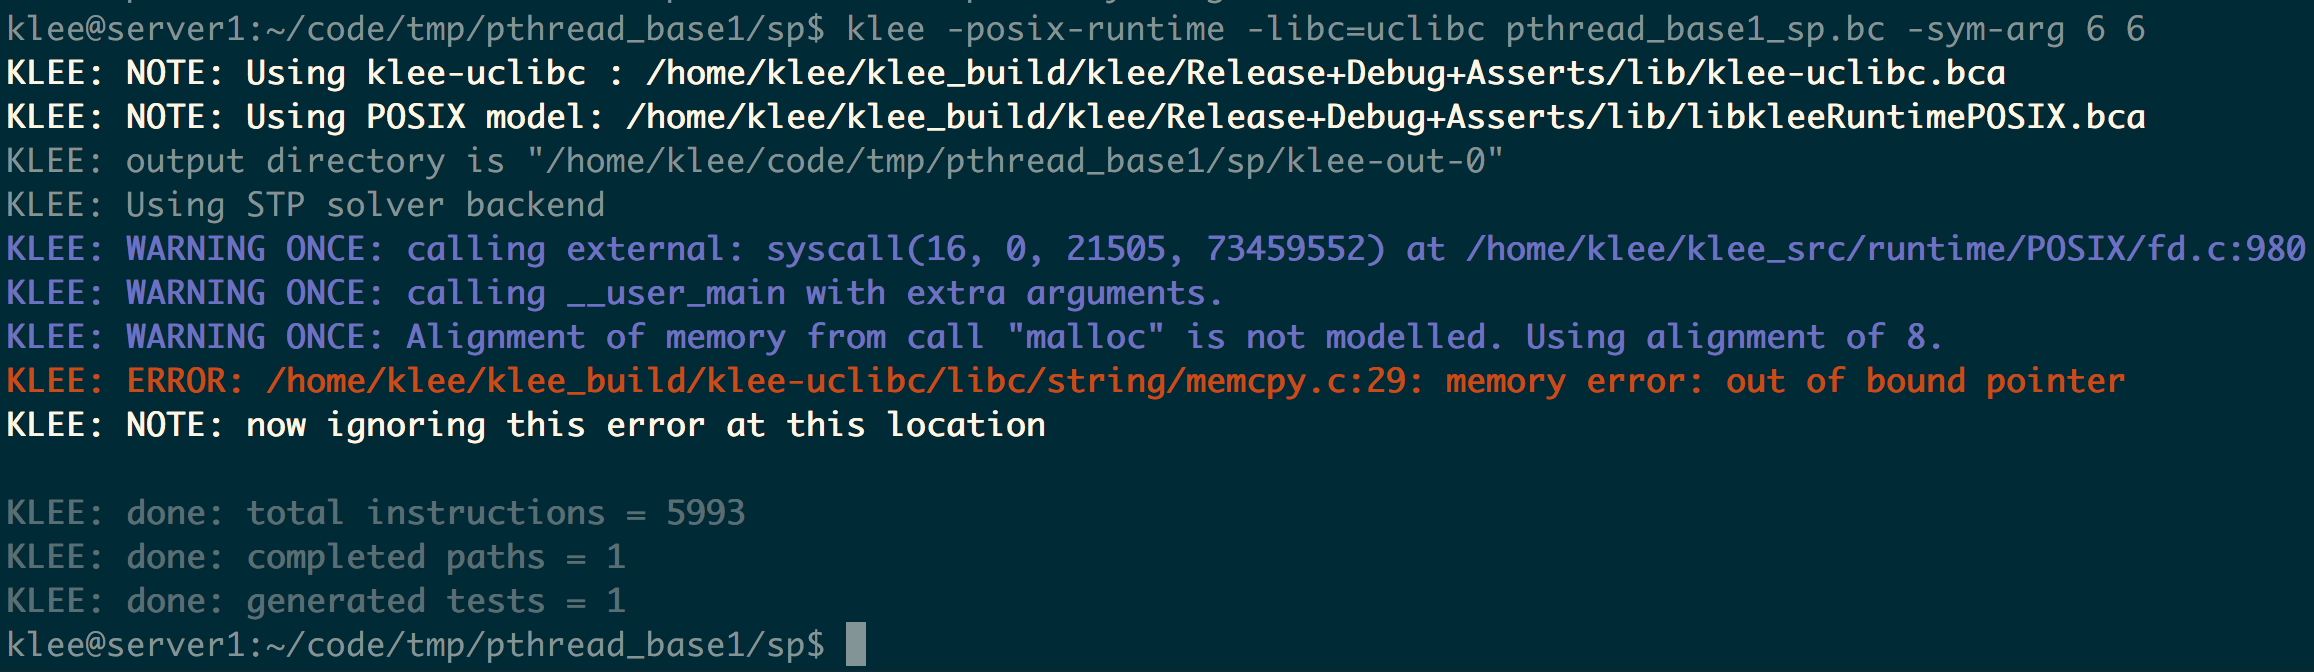 klee@server1:~/code/tmp/pthread_base1/sp$ klee -posix-runtime -libc=uclibc pthread_base1_sp.bc -sym-arg 6 6
KLEE: NOTE: Using klee-uclibc : /home/klee/klee_build/klee/Release+Debug+Asserts/lib/klee-uclibc.bca
KLEE: NOTE: Using POSIX model: /home/klee/klee_build/klee/Release+Debug+Asserts/lib/libkleeRuntimePOSIX.bca
KLEE: output directory is "/home/klee/code/tmp/pthread_base1/sp/klee-out-0"
KLEE: Using STP solver backend
KLEE: WARNING ONCE: calling external: syscall(16, 0, 21505, 73459552) at /home/klee/klee_src/runtime/POSIX/fd.c:980
KLEE: WARNING ONCE: calling __user_main with extra arguments.
KLEE: WARNING ONCE: Alignment of memory from call "malloc" is not modelled. Using alignment of 8.
KLEE: ERROR: /home/klee/klee_build/klee-uclibc/libc/string/memcpy.c:29: memory error: out of bound pointer
KLEE: NOTE: now ignoring this error at this location
KLEE: done: total instructions = 5993
KLEE: done: completed paths = 1
KLEE: done: generated tests = 1
klee@server1:~/code/tmp/pthread_base1/sp$